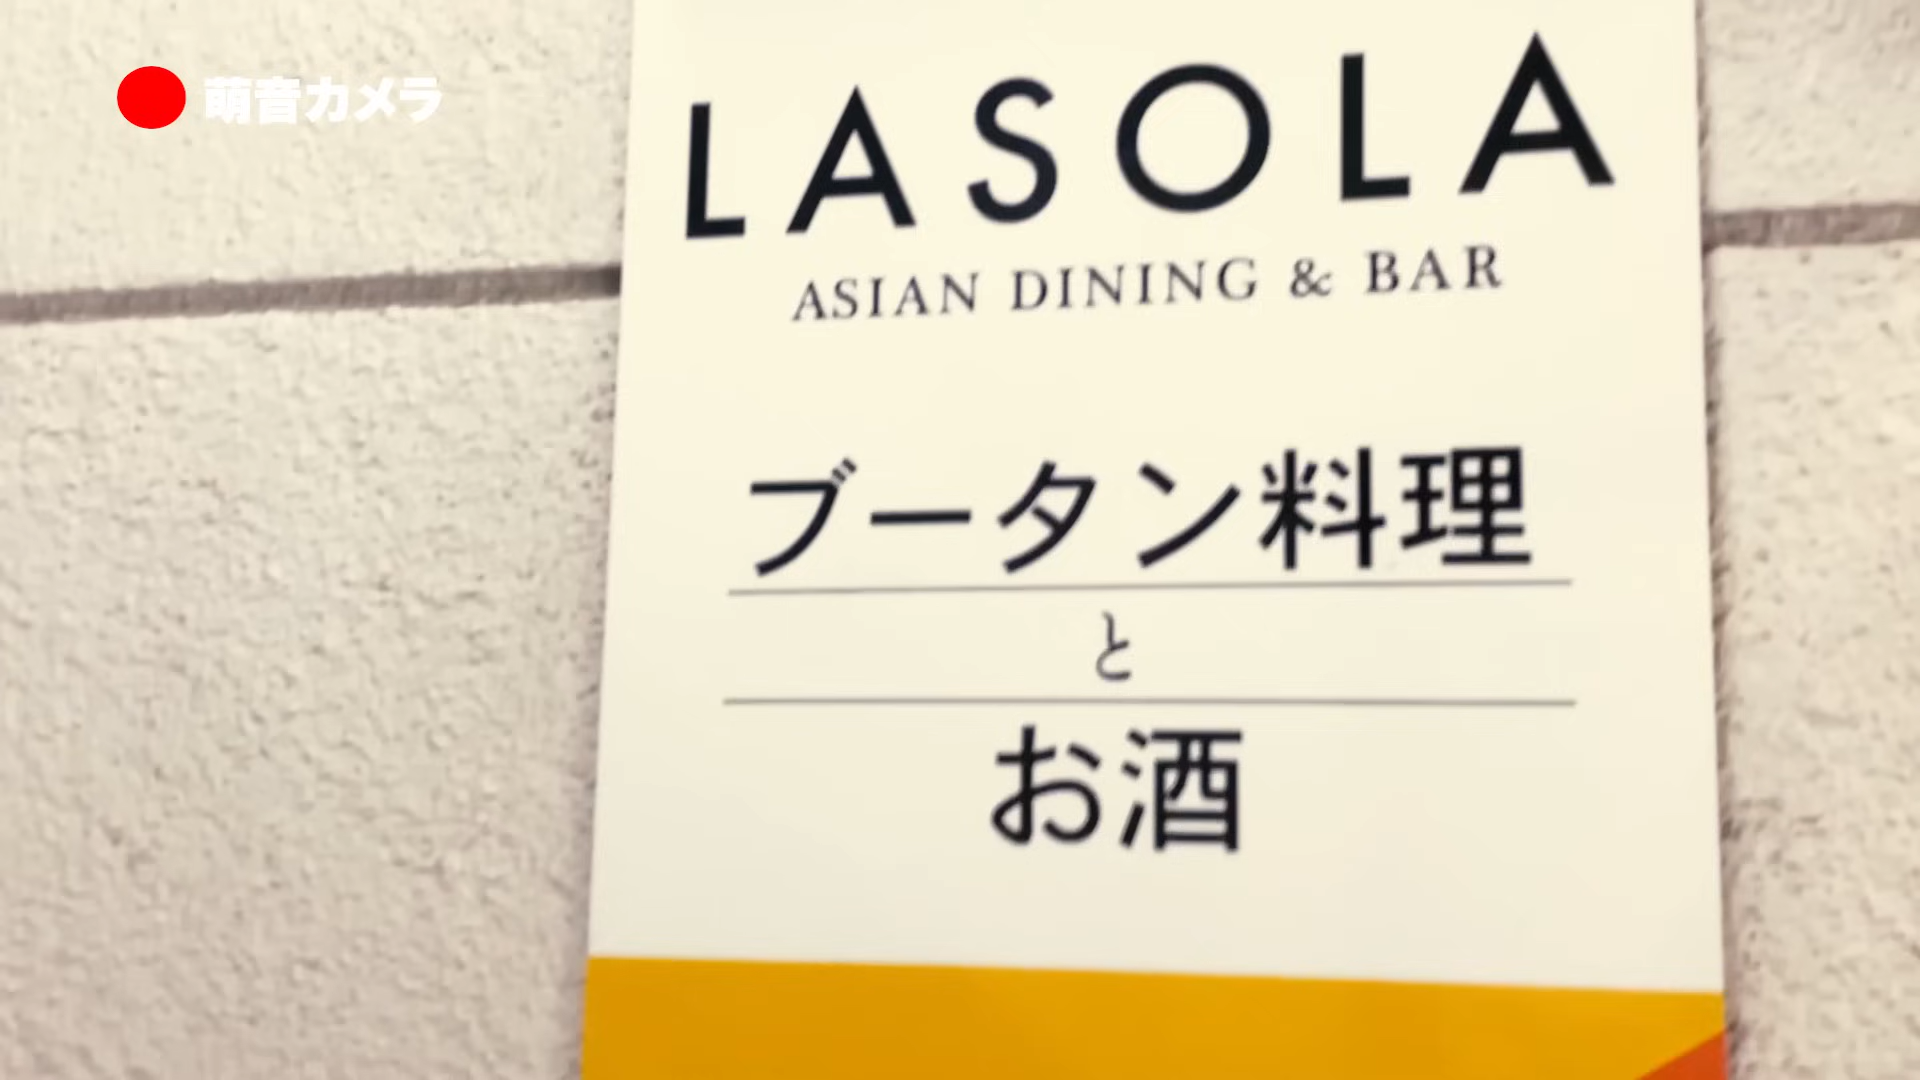 萌音カメラ
LASOLA
ASIAN DINING & BAR
ブータン料理
と
お酒